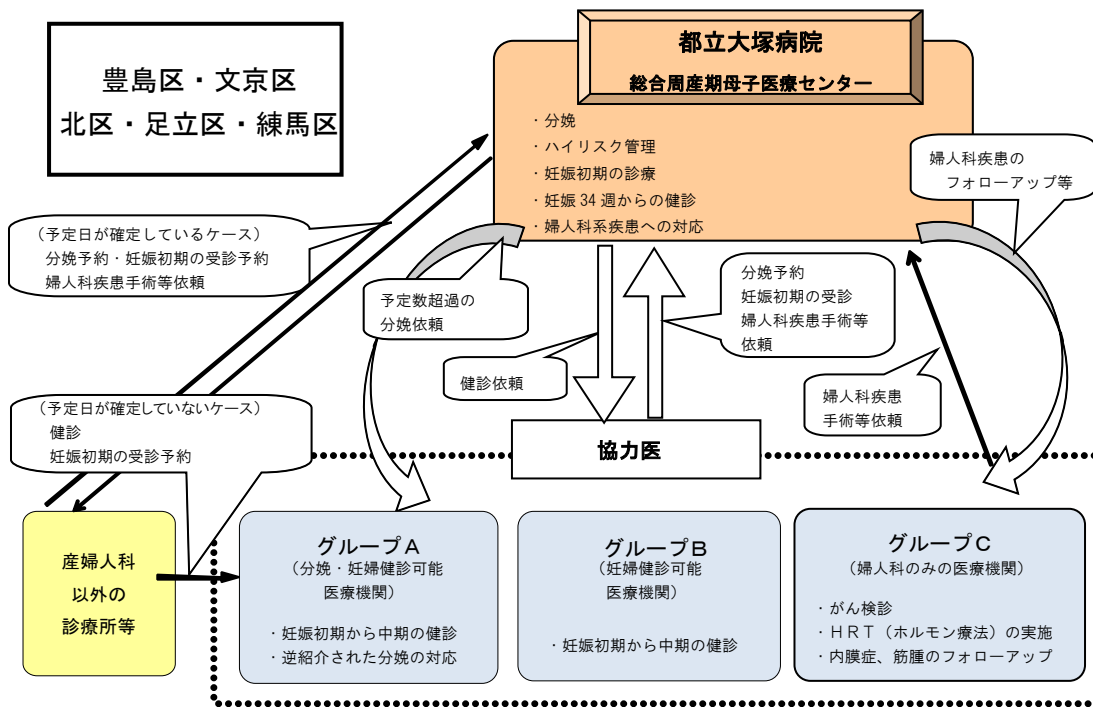 豊島区・文京区
北区・足立区・練馬区
都立大塚病院
総合周産期母子医療センター
・分娩
・ハイリスク管理
・妊娠初期の診療
・妊娠34週からの健診
・婦人科系疾患への対応
婦人科疾患の
フォローアップ等
(予定日が確定しているケース)
分娩予約・妊娠初期の受診予約
婦人科疾患手術等依頼
予定数超過の
分娩依頼
分娩予約
妊娠初期の受診
婦人科疾患手術等
依頼
健診依頼
婦人科疾患
手術等依頼
(予定日が確定していないケース)
健診
妊娠初期の受診予約
協力医
産婦人科
以外の
診療所等
グループA
(分娩・妊婦健診可能
医療機関)
・妊娠初期から中期の健診
・逆紹介された分娩の対応
グループB
(妊婦健診可能
医療機関)
・妊娠初期から中期の健診
グループC
(婦人科のみの医療機関)
・がん検診
・HRT(ホルモン療法)の実施
・内膜症、筋腫のフォローアップ